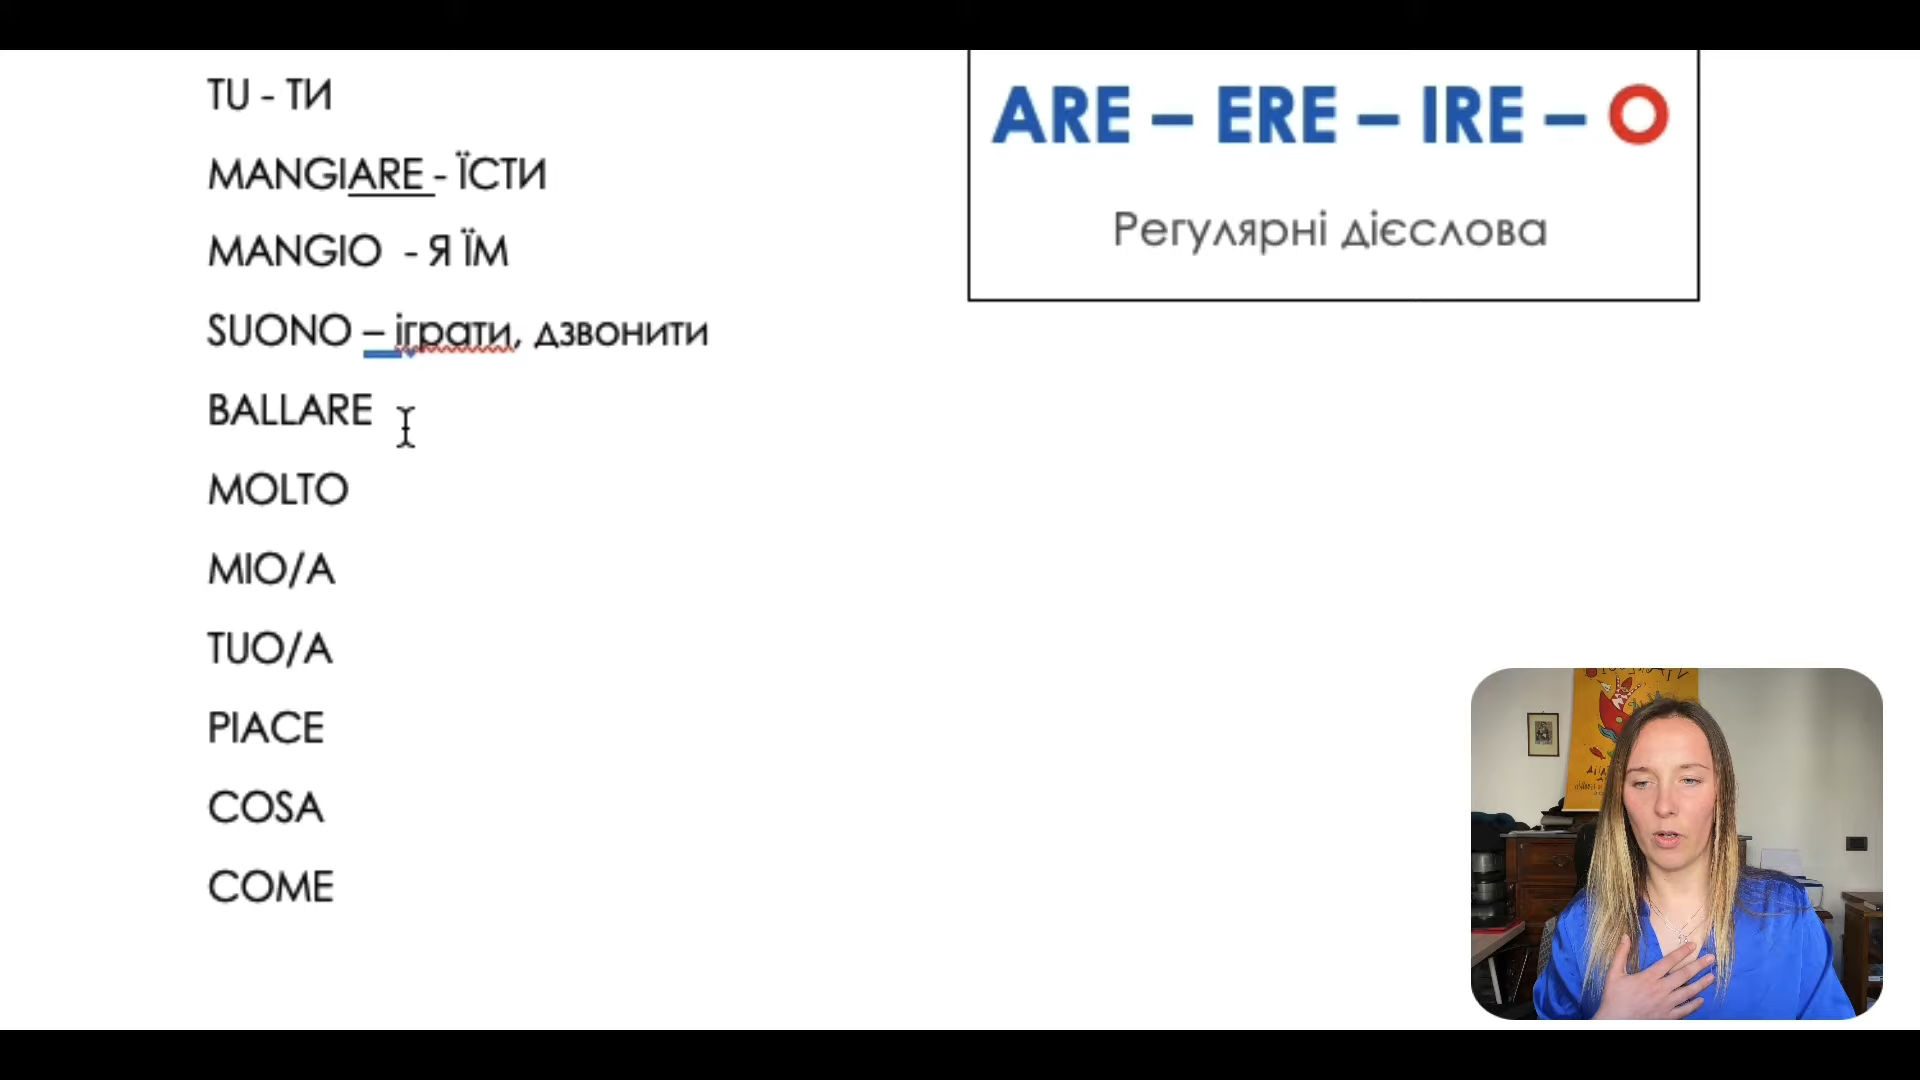 TU - ТИ
MANGIARE - ЇСТИ
MANGIO - Я ЇМ
SUONO – іграти, дзвонити
BALLARE
MOLTO
MIO/A
TUO/A
PIACE
COSA
COME
ARE – ERE – IRE – O
Регулярні дієслова